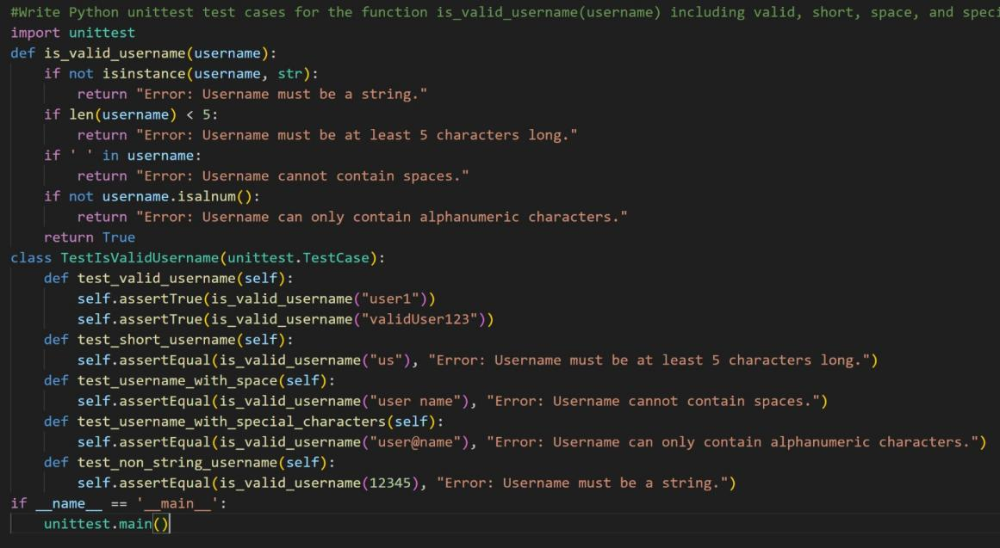 #Write Python unittest test cases for the function is_valid_username(username) including valid, short, space, and
import unittest
def is_valid_username(username):
    if not isinstance(username, str):
        return "Error: Username must be a string."
    if len(username) < 5:
        return "Error: Username must be at least 5 characters long."
    if ' ' in username:
        return "Error: Username cannot contain spaces."
    if not username.isalnum():
        return "Error: Username can only contain alphanumeric characters."
    return True
class TestIsValidUsername(unittest.TestCase):
    def test_valid_username(self):
        self.assertTrue(is_valid_username("user1"))
        self.assertTrue(is_valid_username("validUser123"))
    def test_short_username(self):
        self.assertEqual(is_valid_username("us"), "Error: Username must be at least 5 characters long.")
    def test_username_with_space(self):
        self.assertEqual(is_valid_username("user name"), "Error: Username cannot contain spaces.")
    def test_username_with_special_characters(self):
        self.assertEqual(is_valid_username("user@name"), "Error: Username can only contain alphanumeric characters.")
    def test_non_string_username(self):
        self.assertEqual(is_valid_username(12345), "Error: Username must be a string.")
if __name__ == '__main__':
    unittest.main()